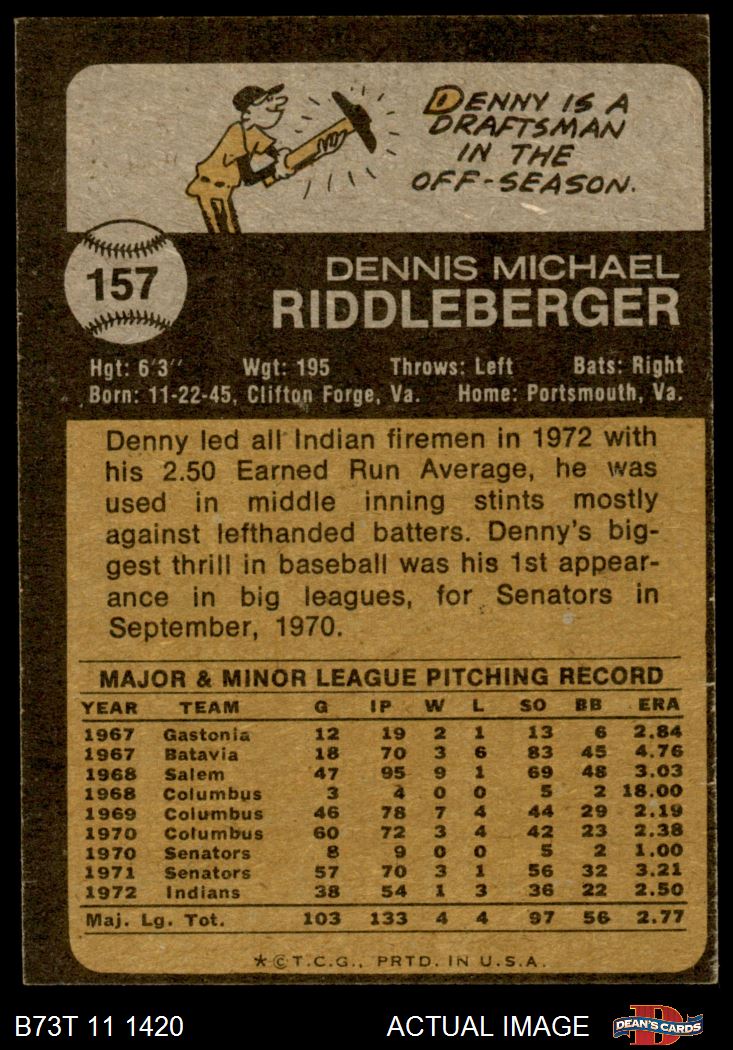 DENNY IS A
DRAFTSMAN
IN THE
OFF-SEASON.
157
DENNIS MICHAEL
RIDDLEBERGER
Hgt: 6'3" Wgt: 195 Throws: Left Bats: Right
Born: 11-22-45, Clifton Forge, Va. Home: Portsmouth, Va.
Denny led all Indian firemen in 1972 with
his 2.50 Earned Run Average, he was
used in middle inning stints mostly
against lefthanded batters. Denny's big-
gest thrill in baseball was his 1st appear-
ance in big leagues, for Senators in
September, 1970.
MAJOR & MINOR LEAGUE PITCHING RECORD
YEAR TEAM G IP W L SO BB ERA
1967 Gastonia 12 19 2 1 13 6 2.84
1967 Batavia 18 70 3 6 83 45 4.76
1968 Salem 47 95 9 1 69 48 3.03
1968 Columbus 3 4 0 0 5 2 18.00
1969 Columbus 46 78 7 4 44 29 2.19
1970 Columbus 60 72 3 4 42 23 2.38
1970 Senators 8 9 0 0 5 2 1.00
1971 Senators 57 70 3 1 56 32 3.21
1972 Indians 38 54 1 3 36 22 2.50
Maj. Lg. Tot. 103 133 4 4 97 56 2.77
*©T.C.G., PRTD. IN U.S.A.
B73T 11 1420 ACTUAL IMAGE D DEAN'S CARDS